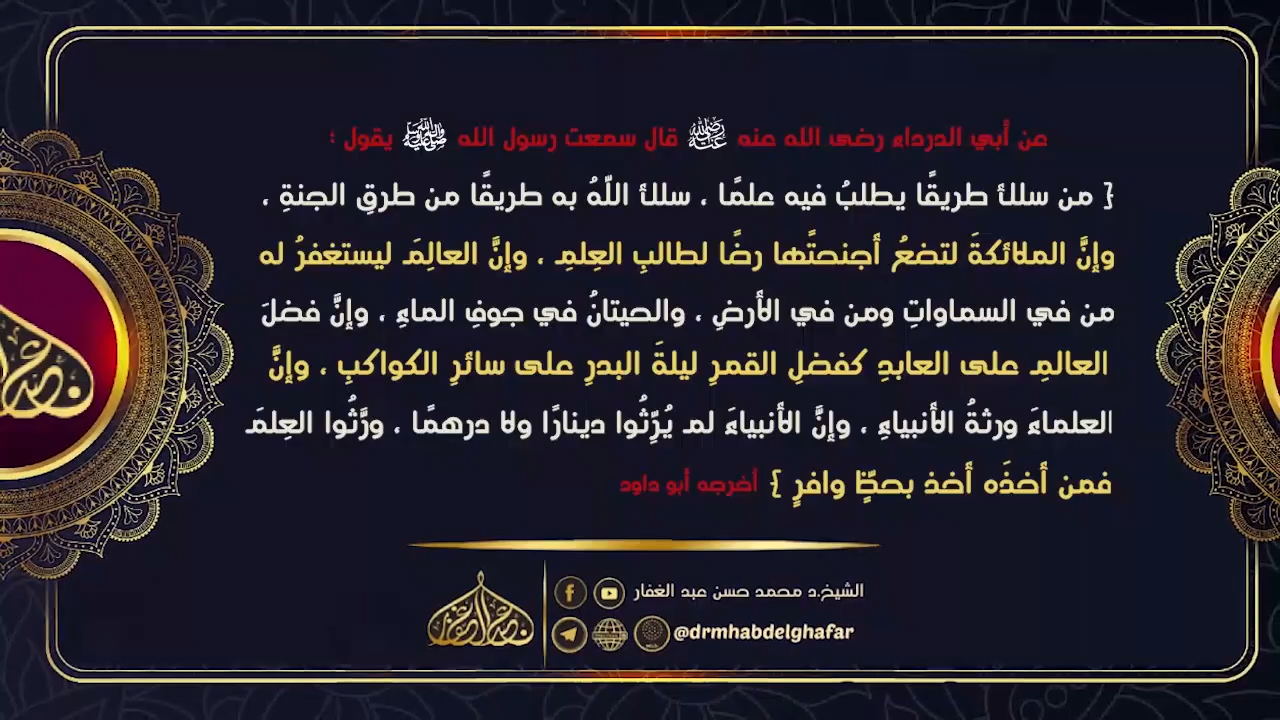 عن أبي الدرداء رضى الله عنه ﵁ قال سمعت رسول الله ﷺ يقول :
{ من سلك طريقًا يطلبُ فيه علمًا ، سلك اللّهُ به طريقًا من طرقِ الجنةِ ،
وإنَّ الملائكةَ لتضعُ أجنحتًها رضًا لطالبِ العِلمِ ، وإنَّ العالِمَ ليستغفرُ له
من في السماواتِ ومن في الأرضِ ، والحيتانُ في جوفِ الماءِ ، وإنَّ فضلَ
العالمِ على العابدِ كفضلِ القمرِ ليلةَ البدرِ على سائرِ الكواكبِ ، وإنَّ
العلماءَ ورثةُ الأنبياءِ ، وإنَّ الأنبياءَ لم يُرِّثُوا دينارًا ولا درهمًا ، ورَّثُوا العِلمَ
فمن أخذَه أخذ بحظٍّ وافرٍ } أخرجه أبو داود
الشيخ.د محمد حسن عبد الغفار
@drmhabdelghafar